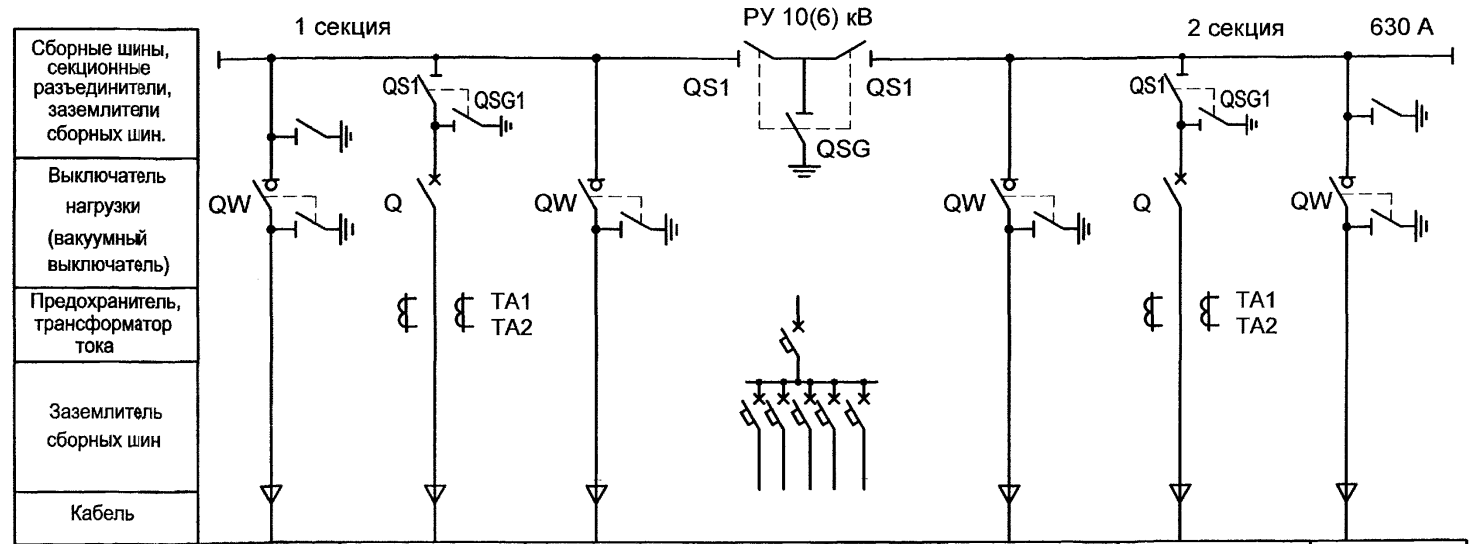 РУ 10(6) кВ
1 секция
2 секция
630 А
Сборные шины,
секционные
разъединители,
заземлители
сборных шин.
QS1
QSG1
QS1
QS1
QSG
QS1
QSG1
Выключатель
нагрузки
(вакуумный
выключатель)
QW
Q
QW
QW
Q
QW
Предохранитель,
трансформатор
тока
TA1
TA2
TA1
TA2
Заземлитель
сборных шин
Кабель